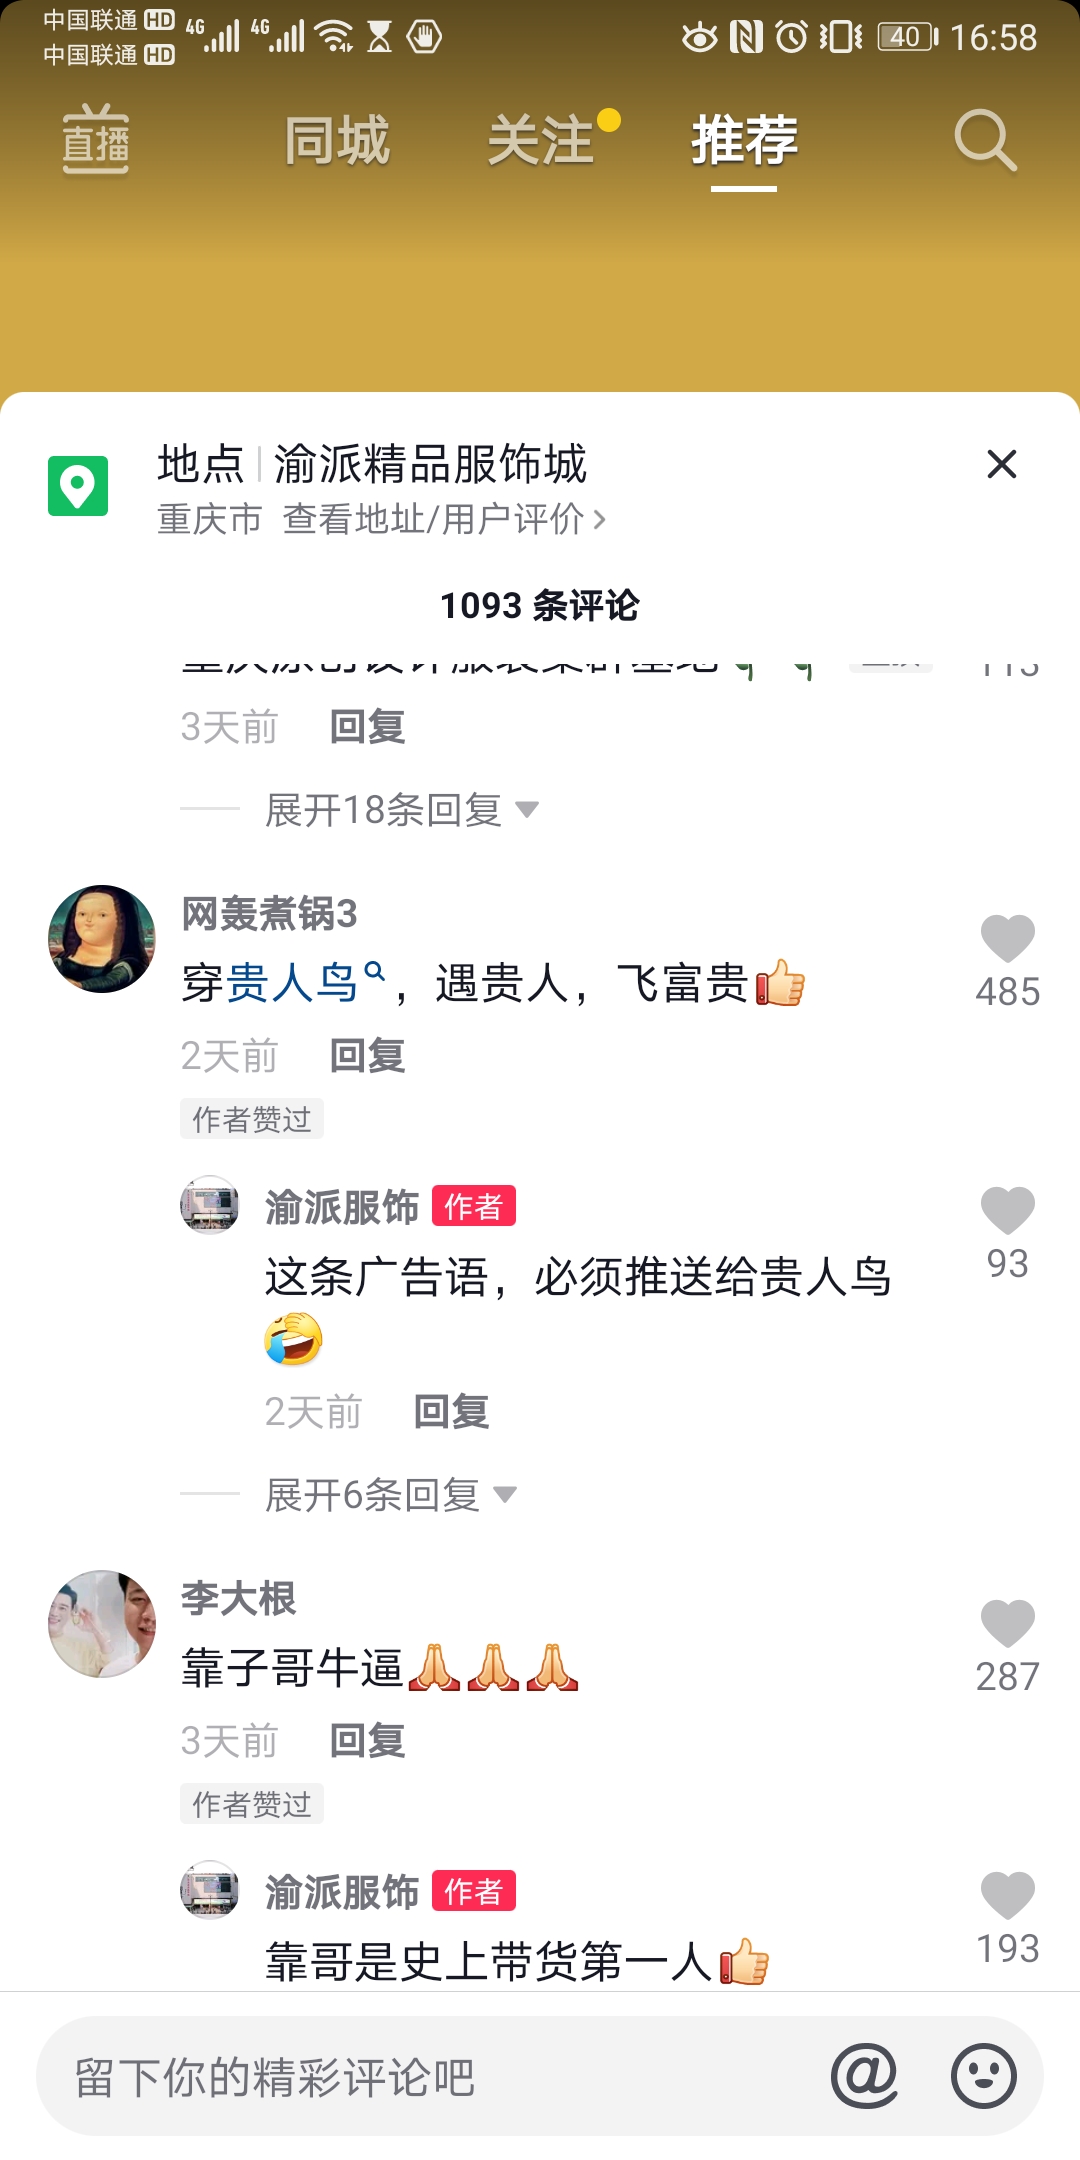 中国联通 HD 4G 4G 40 16:58
中国联通 HD
直播 同城 关注 推荐
地点 渝派精品服饰城
重庆市 查看地址/用户评价
1093 条评论
3天前 回复
展开18条回复
网轰煮锅3
穿贵人鸟，遇贵人，飞富贵👍
485
2天前 回复
作者赞过
渝派服饰 作者
这条广告语，必须推送给贵人鸟
93
2天前 回复
展开6条回复
李大根
靠子哥牛逼🙏🙏🙏
287
3天前 回复
作者赞过
渝派服饰 作者
靠哥是史上带货第一人👍
193
留下你的精彩评论吧 @